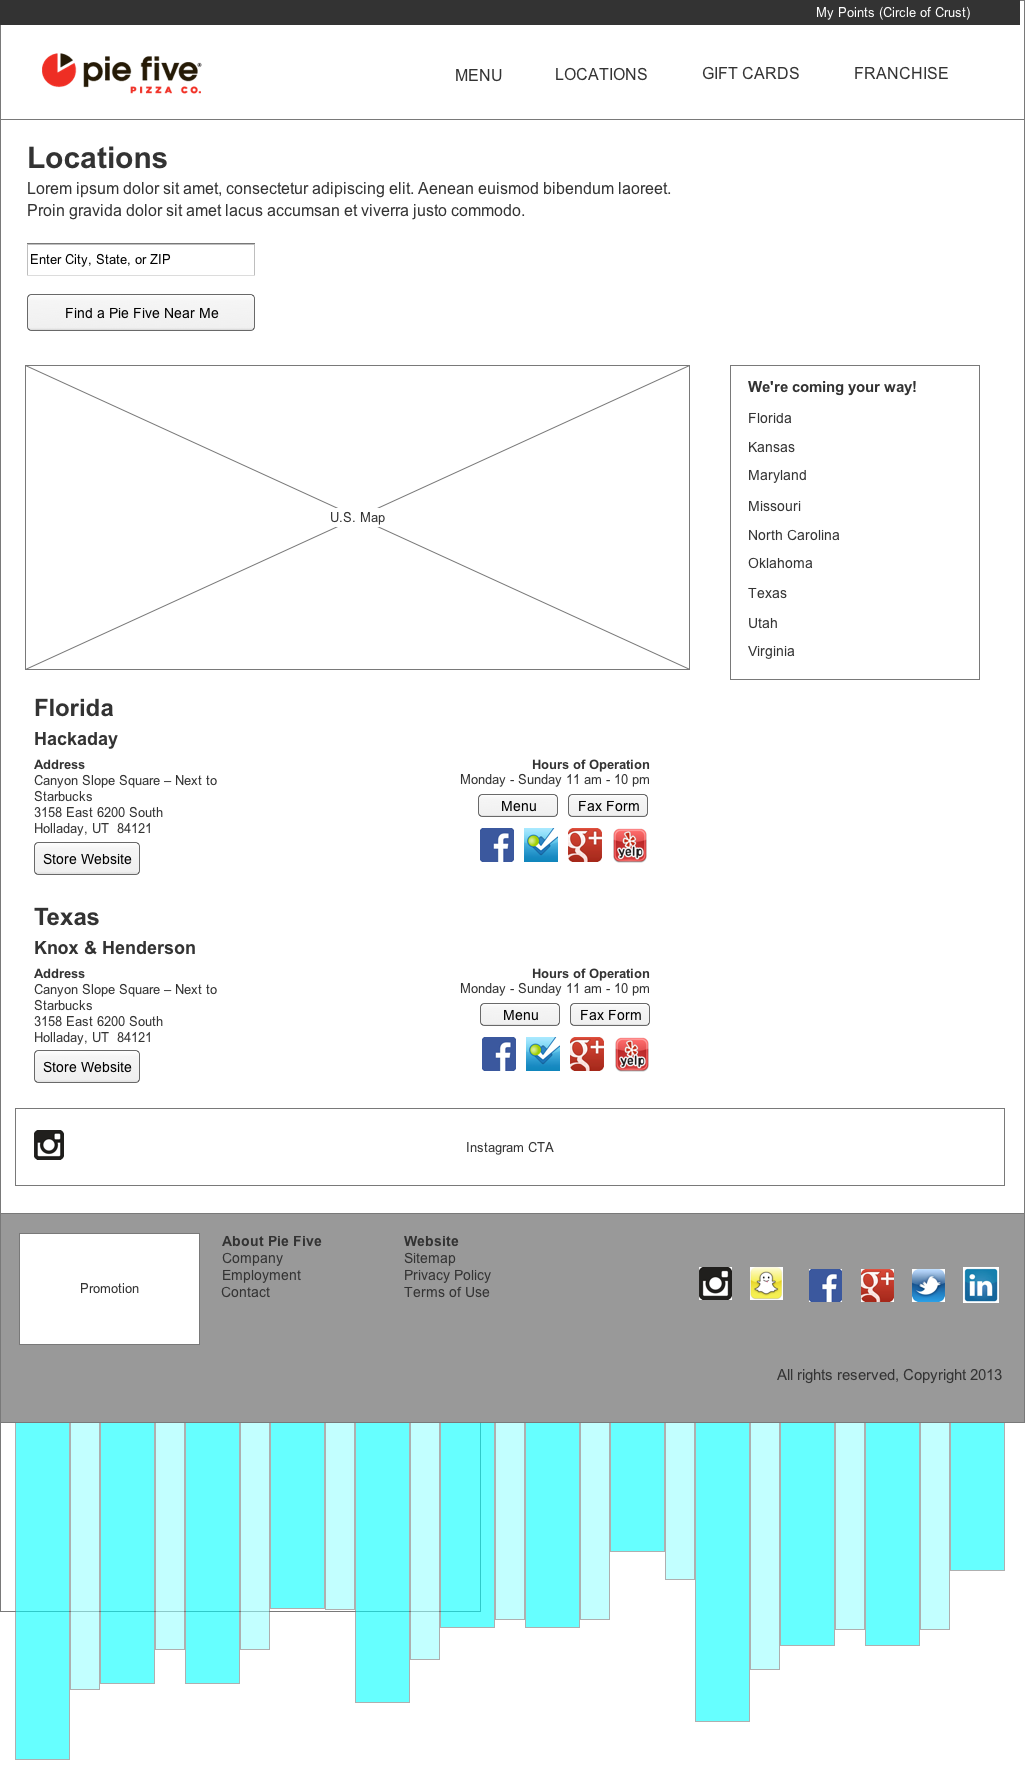 My Points (Circle of Crust)
pie five®
PIZZA CO.
MENU LOCATIONS GIFT CARDS FRANCHISE
Locations
Lorem ipsum dolor sit amet, consectetur adipiscing elit. Aenean euismod bibendum laoreet.
Proin gravida dolor sit amet lacus accumsan et viverra justo commodo.
Enter City, State, or ZIP
Find a Pie Five Near Me
U.S. Map
We're coming your way!
Florida
Kansas
Maryland
Missouri
North Carolina
Oklahoma
Texas
Utah
Virginia
Florida
Hackaday
Address
Canyon Slope Square – Next to
Starbucks
3158 East 6200 South
Holladay, UT  84121
Store Website
Hours of Operation
Monday - Sunday 11 am - 10 pm
Menu Fax Form
f g+ yelp
Texas
Knox & Henderson
Address
Canyon Slope Square – Next to
Starbucks
3158 East 6200 South
Holladay, UT  84121
Store Website
Hours of Operation
Monday - Sunday 11 am - 10 pm
Menu Fax Form
f g+ yelp
Instagram CTA
Promotion
About Pie Five
Company
Employment
Contact
Website
Sitemap
Privacy Policy
Terms of Use
f g+ in
All rights reserved, Copyright 2013